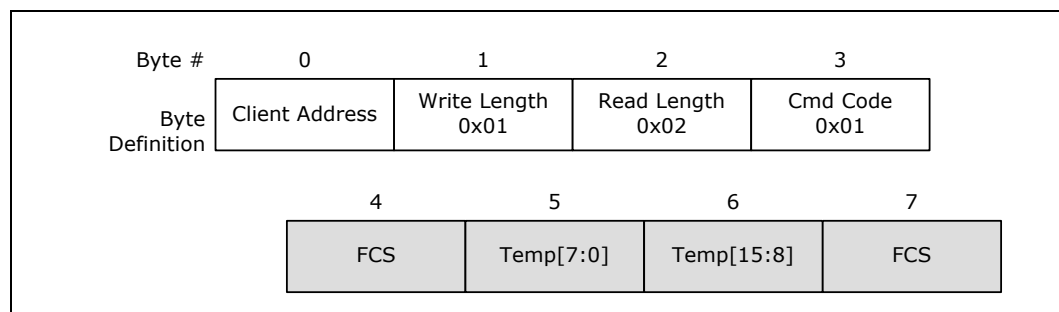 Byte # 0 1 2 3
Byte Definition Client Address Write Length 0x01 Read Length 0x02 Cmd Code 0x01
4 5 6 7
FCS Temp[7:0] Temp[15:8] FCS